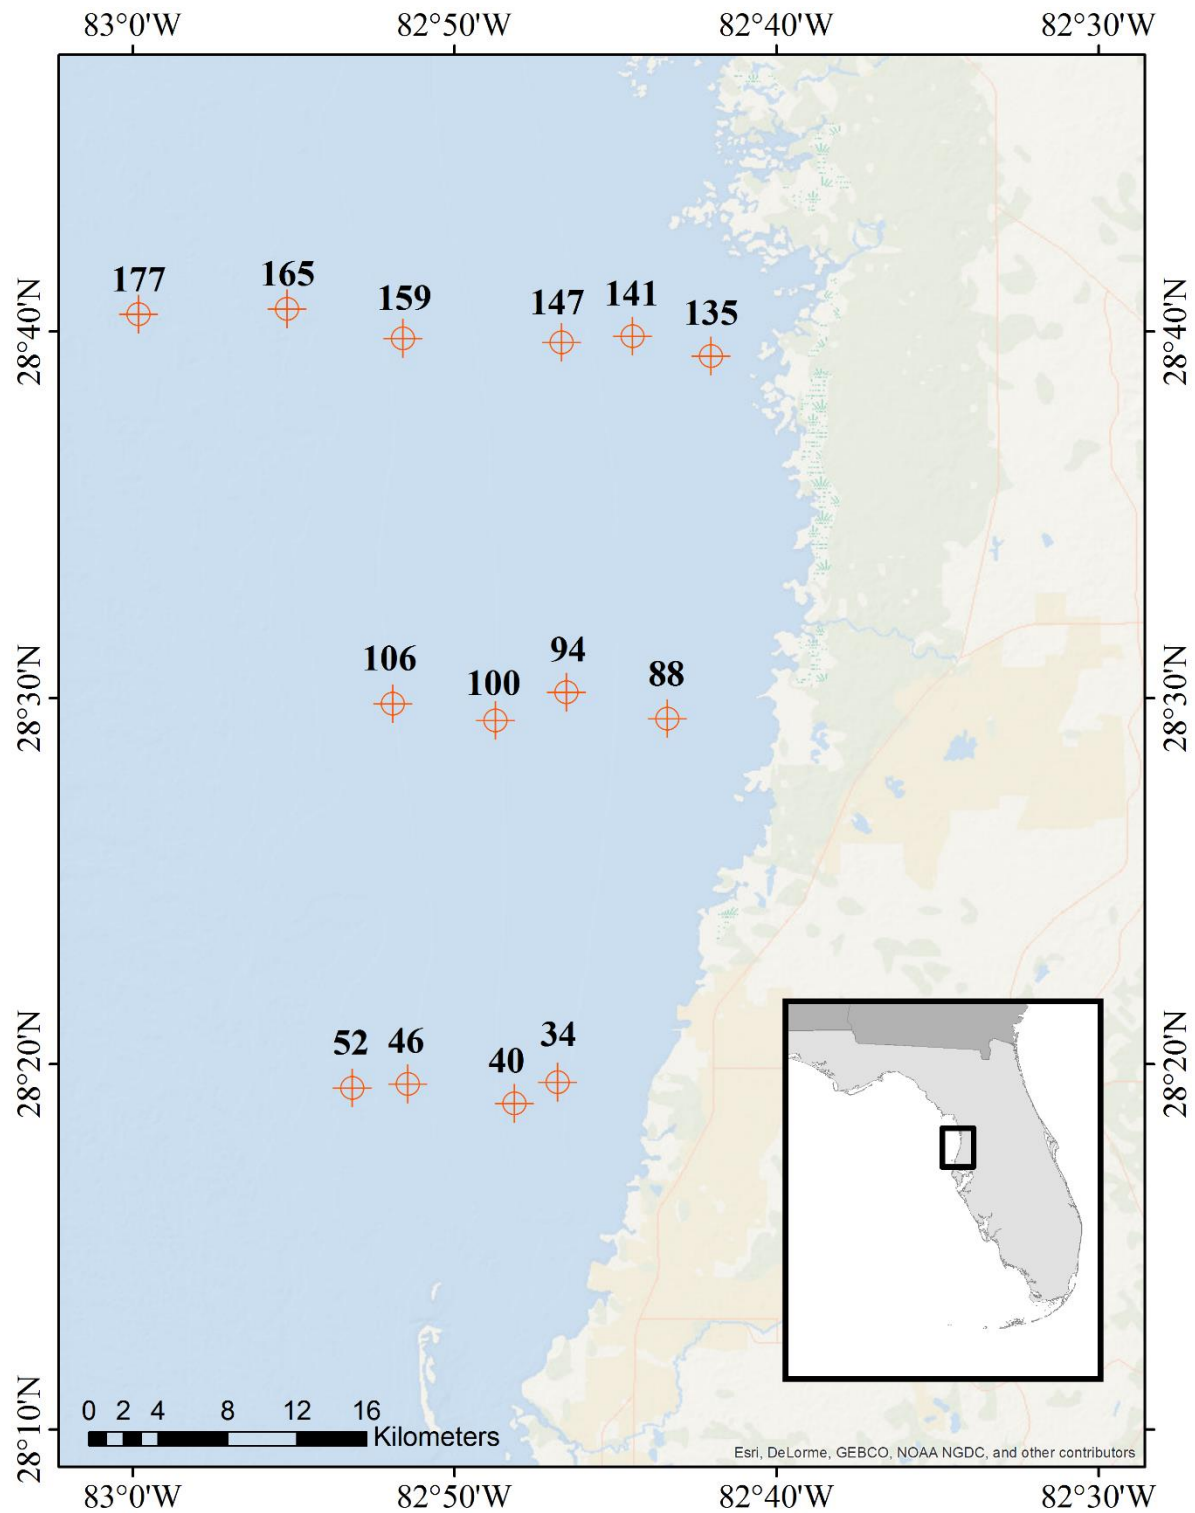 83°0'W 82°50'W 82°40'W 82°30'W
177 165 159 147 141 135
28°40'N 28°40'N
106 100 94 88
28°30'N 28°30'N
52 46 40 34
28°20'N 28°20'N
28°10'N
0 2 4 8 12 16
Kilometers
Esri, DeLorme, GEBCO, NOAA NGDC, and other contributors
83°0'W 82°50'W 82°40'W 82°30'W